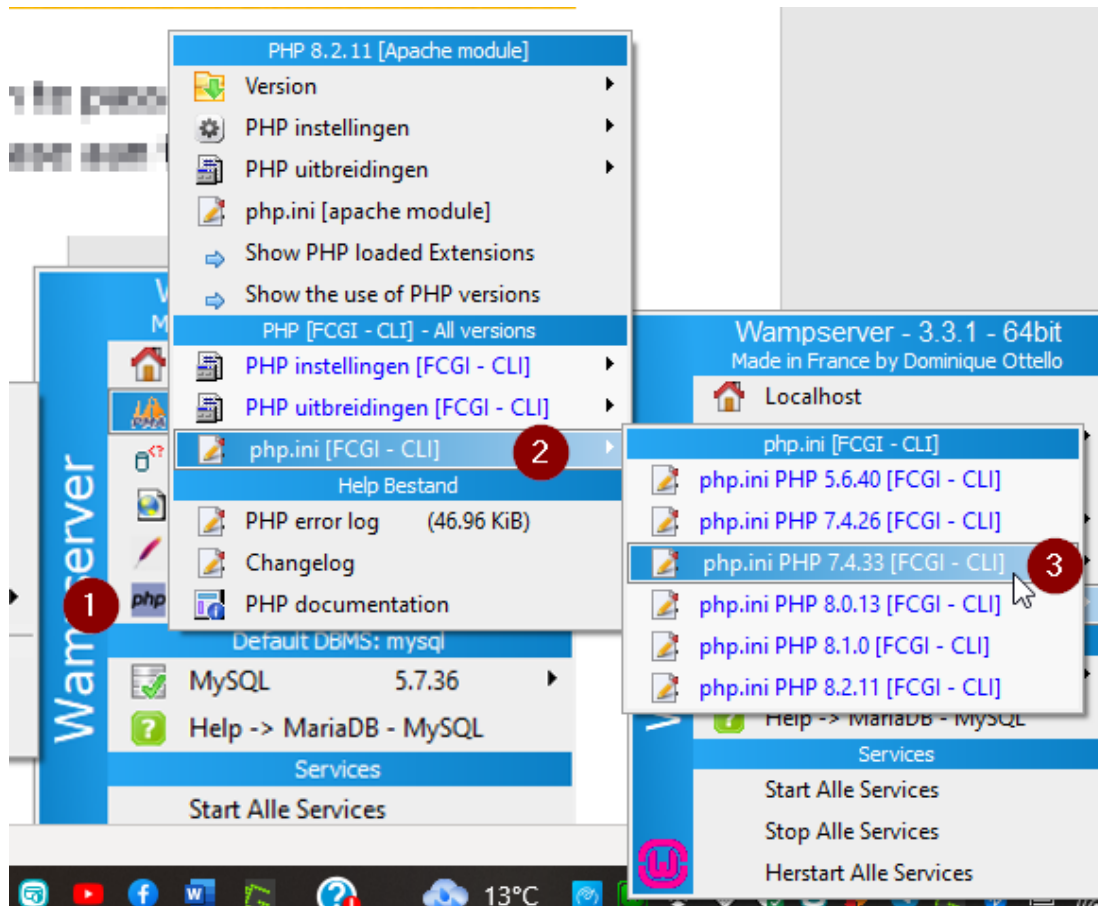 PHP 8.2.11 [Apache module]
Version
PHP instellingen
PHP uitbreidingen
php.ini [apache module]
Show PHP loaded Extensions
Show the use of PHP versions
PHP [FCGI - CLI] - All versions
PHP instellingen [FCGI - CLI]
PHP uitbreidingen [FCGI - CLI]
php.ini [FCGI - CLI]
2
Help Bestand
PHP error log (46.96 KiB)
Changelog
PHP documentation
1
php
Wampserver
Default DBMS: mysql
MySQL 5.7.36
Help -> MariaDB - MySQL
Services
Start Alle Services
Wampserver - 3.3.1 - 64bit
Made in France by Dominique Ottello
Localhost
php.ini [FCGI - CLI]
php.ini PHP 5.6.40 [FCGI - CLI]
php.ini PHP 7.4.26 [FCGI - CLI]
php.ini PHP 7.4.33 [FCGI - CLI]
3
php.ini PHP 8.0.13 [FCGI - CLI]
php.ini PHP 8.1.0 [FCGI - CLI]
php.ini PHP 8.2.11 [FCGI - CLI]
Help -> MariaDB - MySQL
Services
Start Alle Services
Stop Alle Services
Herstart Alle Services
13°C